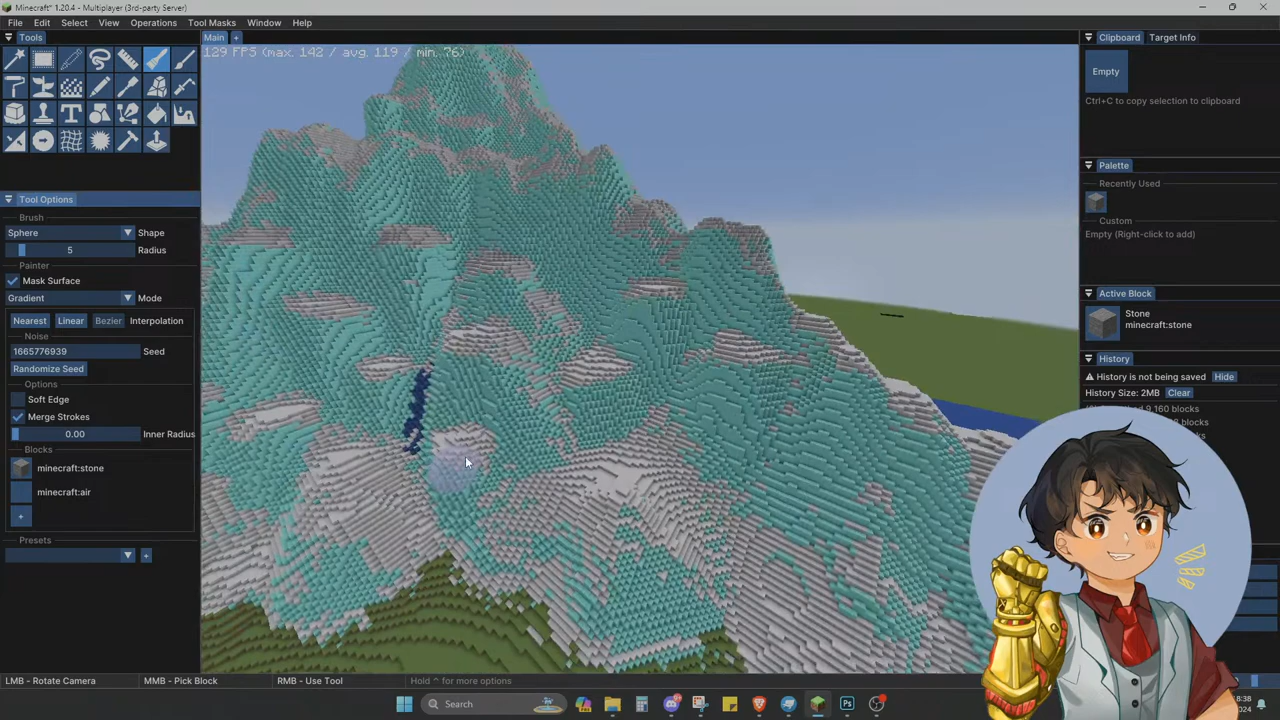 Minecraft* 1.20.4 - Multiplayer (3rd-party Server)
File Edit Select View Operations Tool Masks Window Help
Tools
Main +
129 FPS (max. 142 / avg. 119 / min. 76)
Tool Options
Brush
Sphere Shape
5 Radius
Painter
Mask Surface
Gradient Mode
Nearest Linear Bezier Interpolation
Noise
1665776939 Seed
Randomize Seed
Options
Soft Edge
Merge Strokes
0.00 Inner Radius
Blocks
minecraft:stone
minecraft:air
+
Presets
+
Clipboard Target Info
Empty
Ctrl+C to copy selection to clipboard
Palette
Recently Used
Custom
Empty (Right-click to add)
Active Block
Stone
minecraft:stone
History
History is not being saved Hide
History Size: 2MB Clear
9,160 blocks
blocks
LMB - Rotate Camera MMB - Pick Block RMB - Use Tool Hold ^ for more options
Search